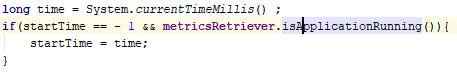 long time = System.currentTimeMillis() ;
if(startTime == - 1 && metricsRetriever.isApplicationRunning()){
startTime = time;
}